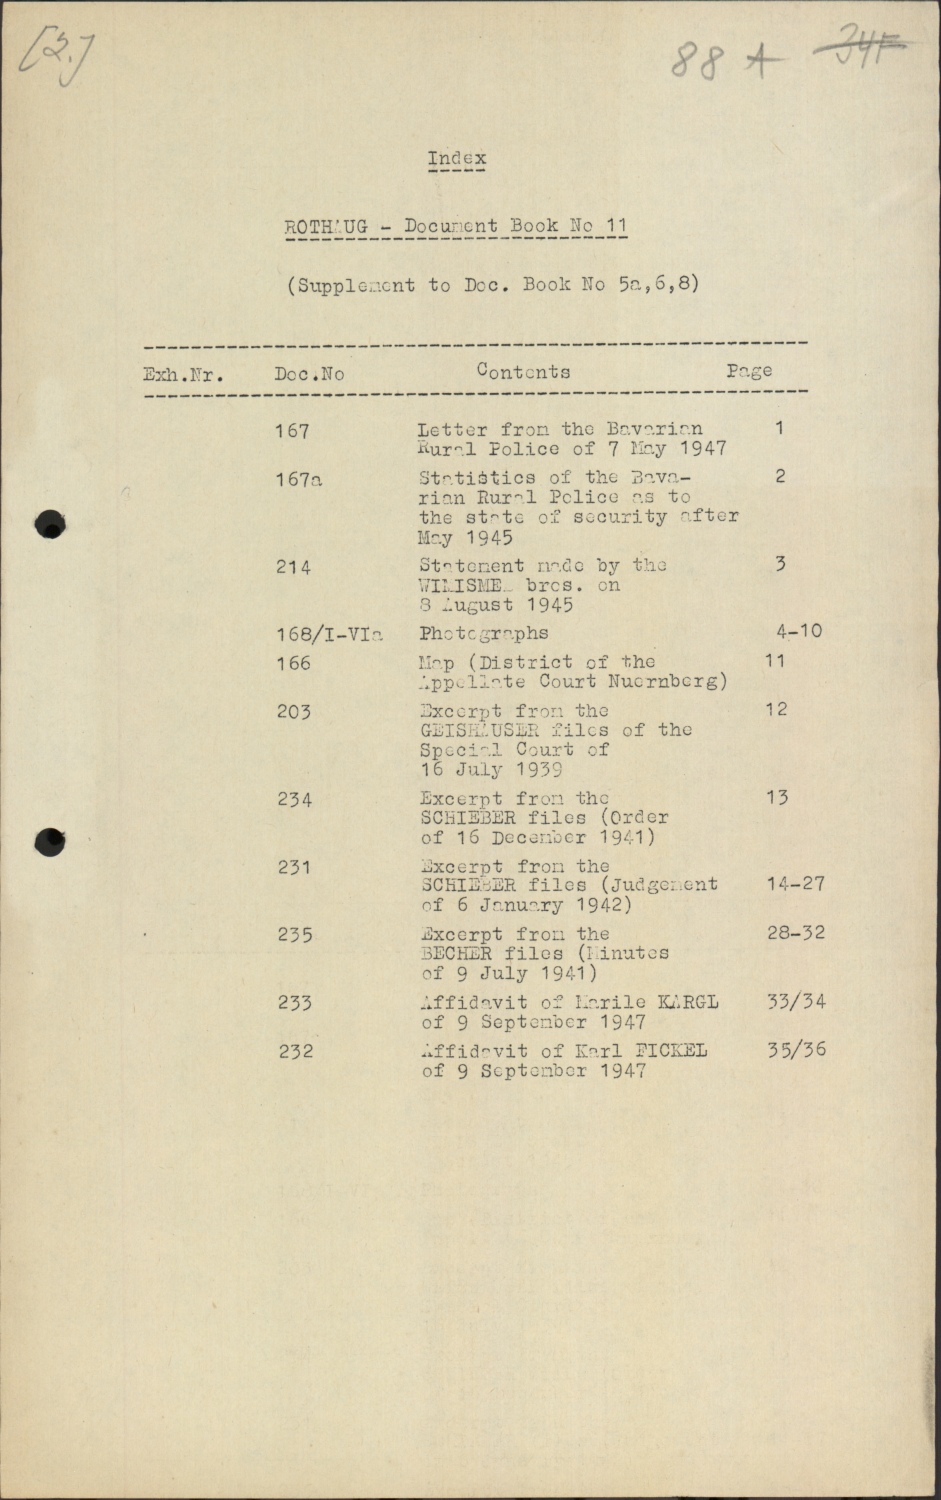 [2.]
88 A 34F
Index
ROTHAUG - Document Book No 11
(Supplement to Doc. Book No 5a,6,8)
Exh.Nr. Doc.No Contents Page
167 Letter from the Bavarian 1
Rural Police of 7 May 1947
167a Statistics of the Bava- 2
rian Rural Police as to
the state of security after
May 1945
214 Statement made by the 3
bros. on
8 August 1945
168/I-VIa Photographs 4-10
166 Map (District of the 11
Appellate Court Nuernberg)
203 Excerpt from the 12
GEISHAUSER files of the
Special Court of
16 July 1939
234 Excerpt from the 13
SCHIEBER files (Order
of 16 December 1941)
231 Excerpt from the
SCHIEBER files (Judgement 14-27
of 6 January 1942)
235 Excerpt from the 28-32
BECHER files (Minutes
of 9 July 1941)
233 Affidavit of Marile KARGL 33/34
of 9 September 1947
232 Affidavit of Karl FICKEL 35/36
of 9 September 1947